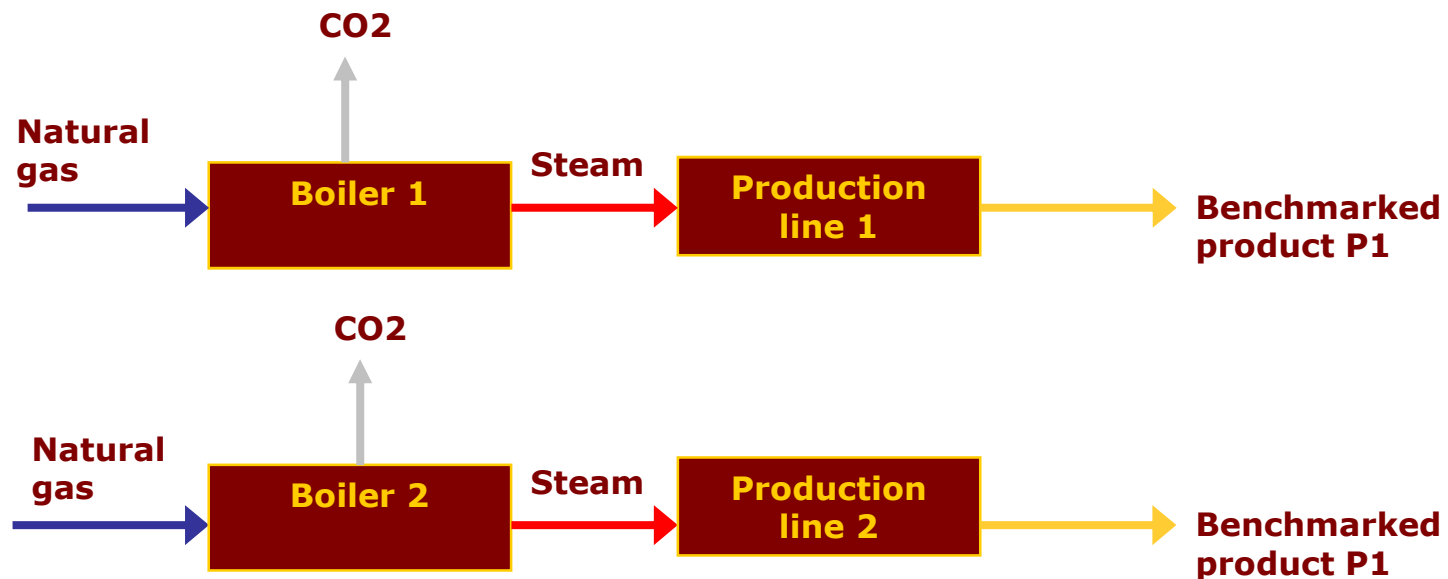 CO2
Natural
gas
Boiler 1
Steam
Production
line 1
Benchmarked
product P1
CO2
Natural
gas
Boiler 2
Steam
Production
line 2
Benchmarked
product P1